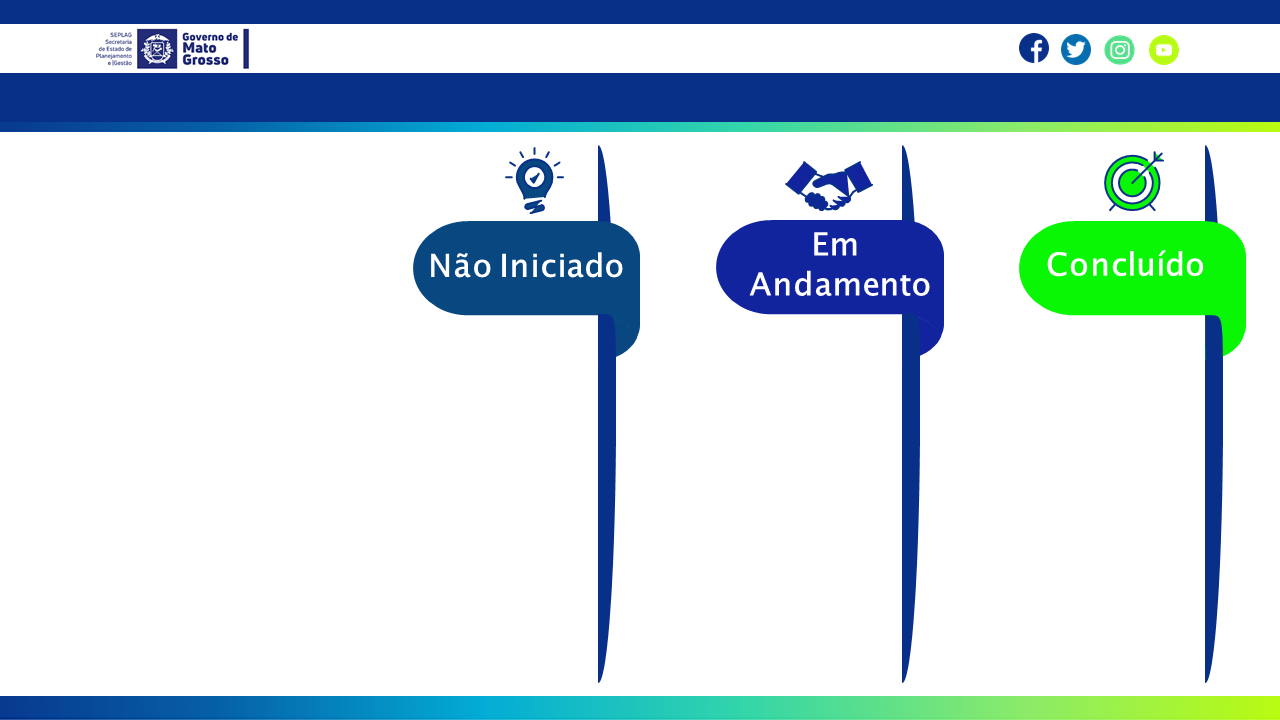 SEPLAG
Secretaria
de Estado de
Planejamento
e |Gestão
Governo de
Mato
Grosso
Não Iniciado
Em
Andamento
Concluído